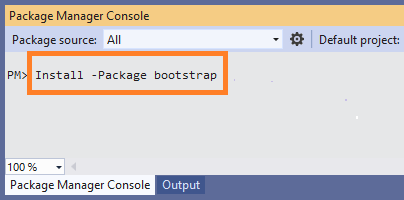 Package Manager Console
Package source: All Default project:
PM> Install -Package bootstrap
100 %
Package Manager Console Output